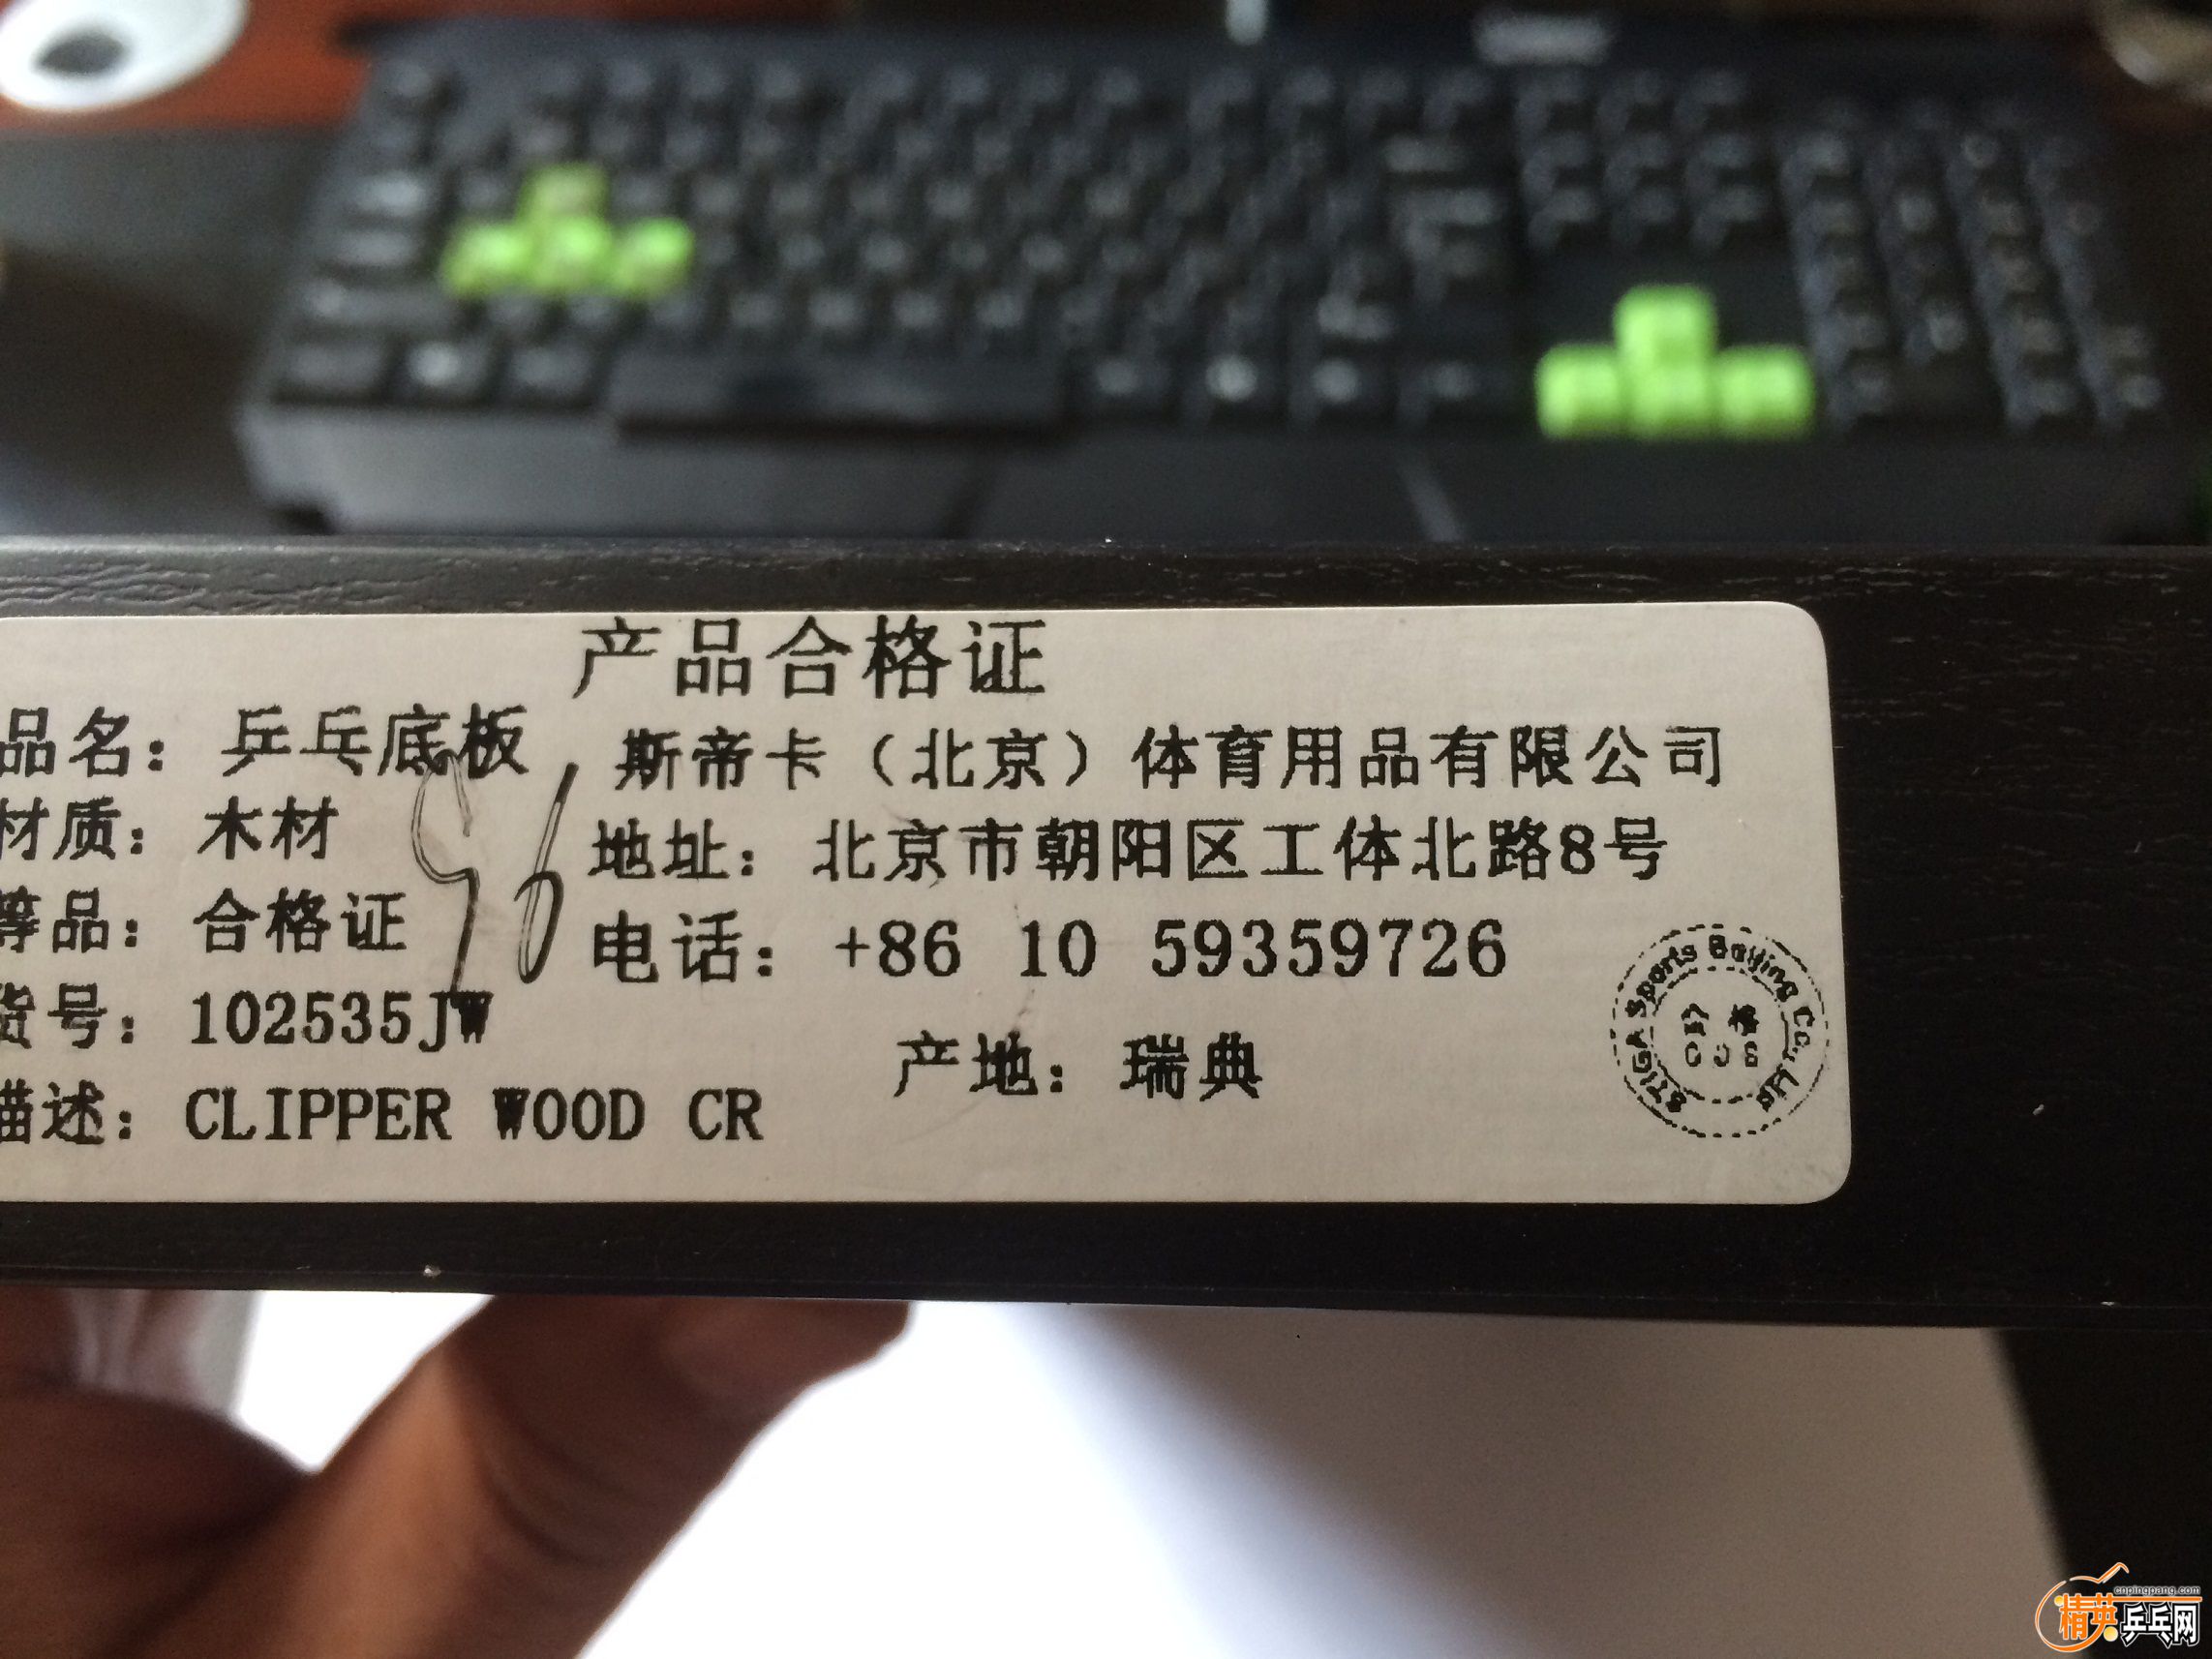 产品合格证
品名：乒乓底板
材质：木材
等品：合格证
货号：102535JW
描述：CLIPPER WOOD CR
96
斯帝卡（北京）体育用品有限公司
地址：北京市朝阳区工体北路8号
电话：+86 10 59359726
产地：瑞典
STIGA Sports Beijing Co., Ltd
cnpingpang.com
精英乒乓网